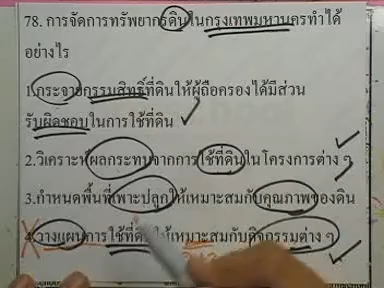 78. การจัดการทรัพยากรดินในกรุงเทพมหานครทำได้
อย่างไร
1.กระจายกรรมสิทธิ์ที่ดินให้ผู้ถือครองได้มีส่วน
รับผิดชอบในการใช้ที่ดิน
2.วิเคราะห์ผลกระทบจากการใช้ที่ดินในโครงการต่าง ๆ
3.กำหนดพื้นที่เพาะปลูกให้เหมาะสมกับคุณภาพของดิน
4.วางแผนการใช้ที่ดินให้เหมาะสมกับกิจกรรมต่าง ๆ